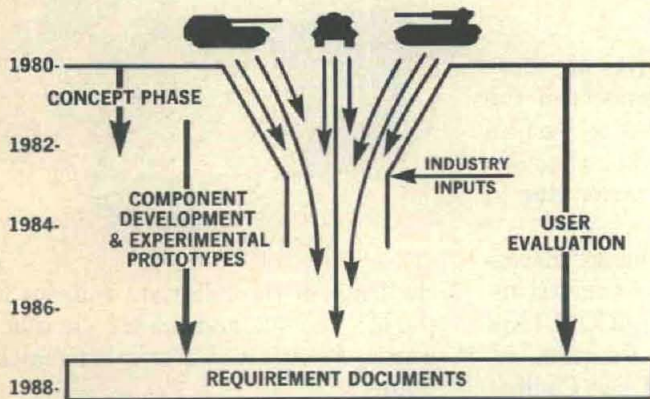 1980-
CONCEPT PHASE
1982-
INDUSTRY
INPUTS
COMPONENT
DEVELOPMENT
& EXPERIMENTAL
PROTOTYPES
1984-
USER
EVALUATION
1986-
1988-
REQUIREMENT DOCUMENTS